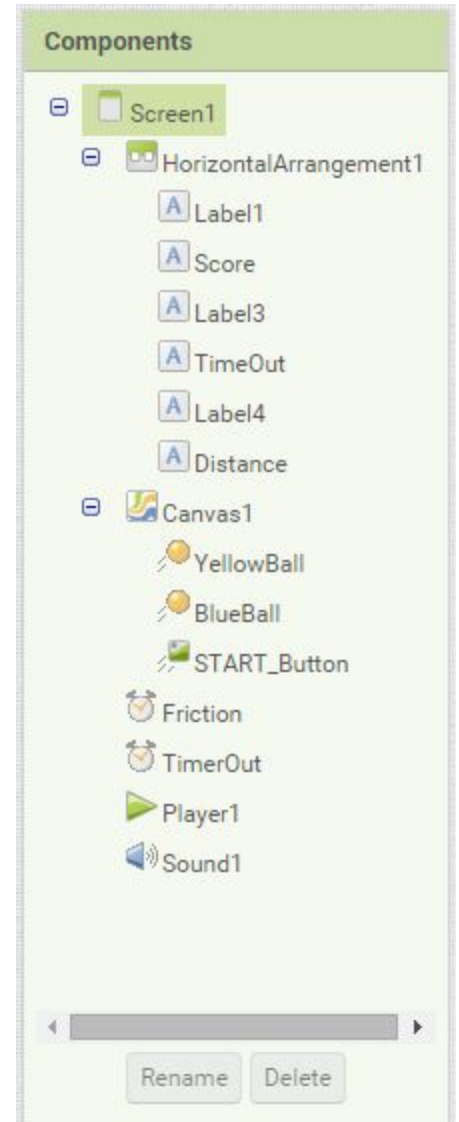 Components
Screen1
HorizontalArrangement1
A Label1
A Score
A Label3
A TimeOut
A Label4
A Distance
Canvas1
YellowBall
BlueBall
START_Button
Friction
TimerOut
Player1
Sound1
Rename Delete